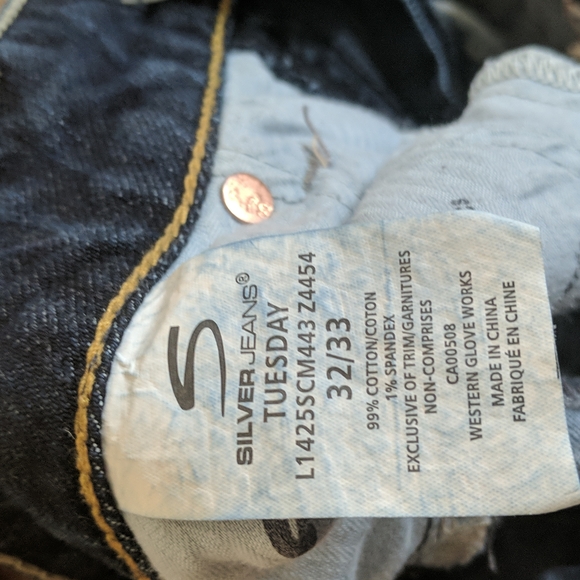 SILVER JEANS®
TUESDAY
L1425SCM443 Z4454
32/33
99% COTTON/COTON
1% SPANDEX
EXCLUSIVE OF TRIM/GARNITURES
NON-COMPRISES
CA00508
WESTERN GLOVE WORKS
MADE IN CHINA
FABRIQUÉ EN CHINE